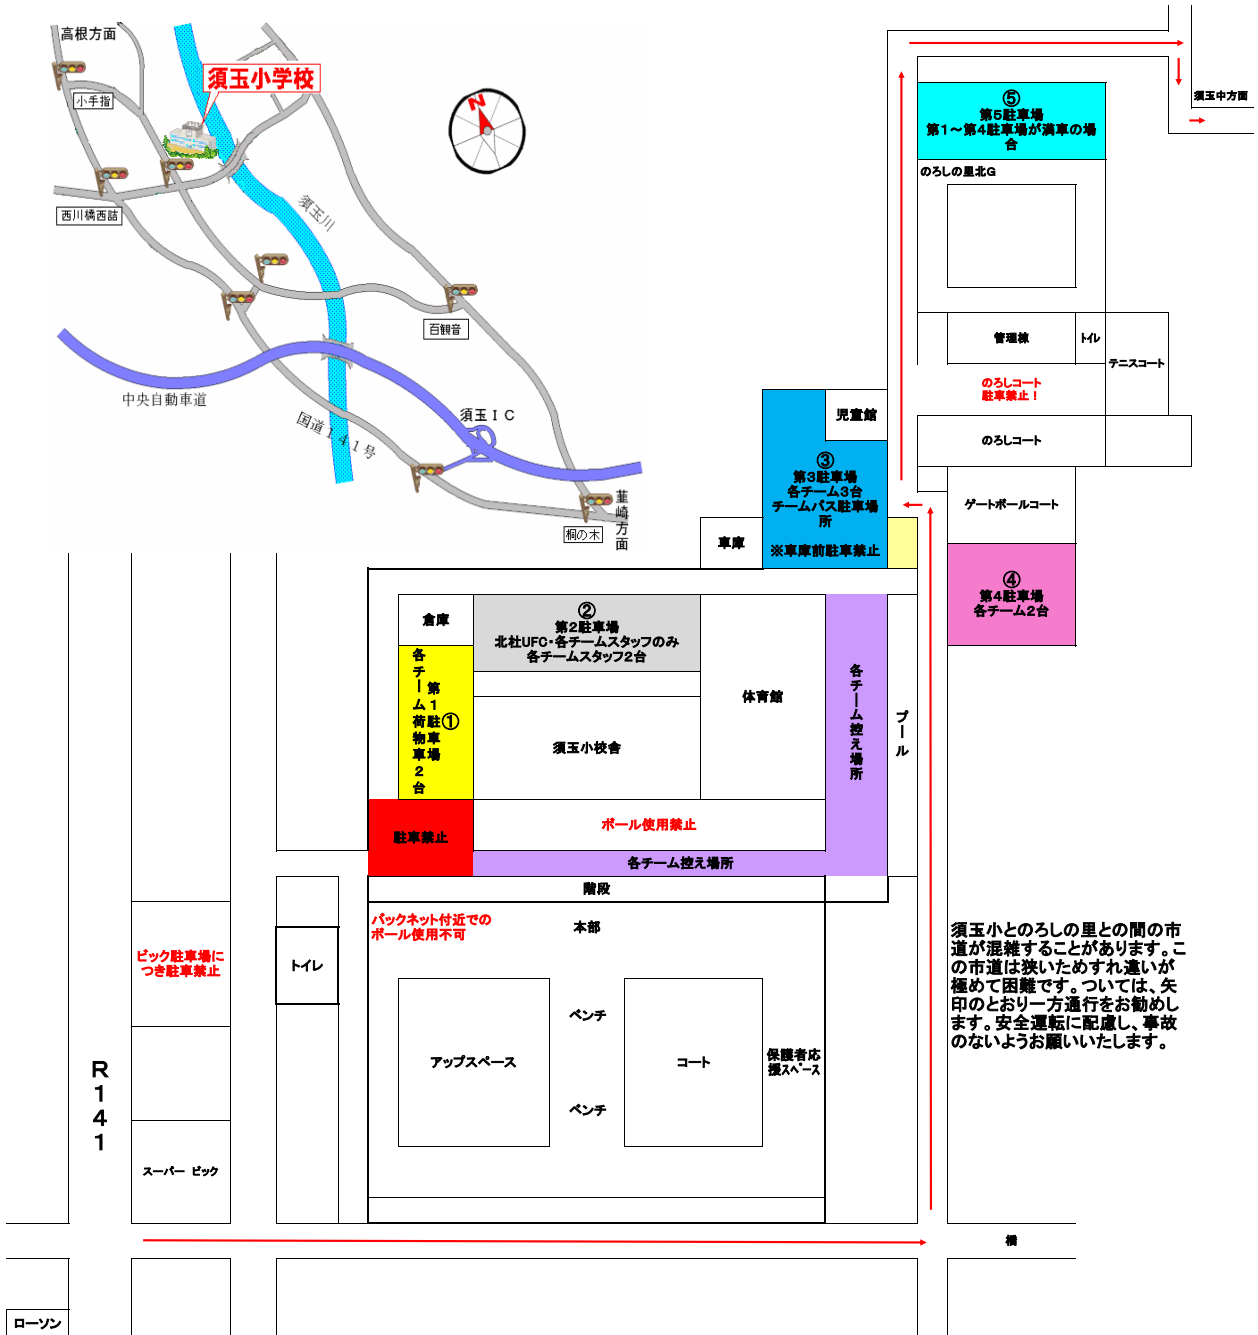 高根方面
須玉小学校
小手指
西川橋西詰
須玉川
百観音
中央自動車道
国道141号
須玉IC
韮崎方面
桐の木
N
須玉中方面
⑤
第5駐車場
第1～第4駐車場が満車の場
合
のろしの里北G
管理棟
トイレ
テニスコート
のろしコート
駐車禁止！
のろしコート
児童館
③
第3駐車場
各チーム3台
チームバス駐車場
所
※車庫前駐車禁止
車庫
ゲートボールコート
④
第4駐車場
各チーム2台
倉庫
②
第2駐車場
北杜UFC・各チームスタッフのみ
各チームスタッフ2台
①
第1駐車場
各チーム荷物車2台
体育館
各チーム控え場所
プール
須玉小校舎
駐車禁止
ボール使用禁止
各チーム控え場所
階段
バックネット付近での
ボール使用不可
本部
ビック駐車場に
つき駐車禁止
トイレ
須玉小とのろしの里との間の市
道が混雑することがあります。こ
の市道は狭いためすれ違いが
極めて困難です。ついては、矢
印のとおり一方通行をお勧めし
ます。安全運転に配慮し、事故
のないようお願いいたします。
ベンチ
アップスペース
コート
保護者応
援スペース
ベンチ
R141
スーパー ビック
橋
ローソン